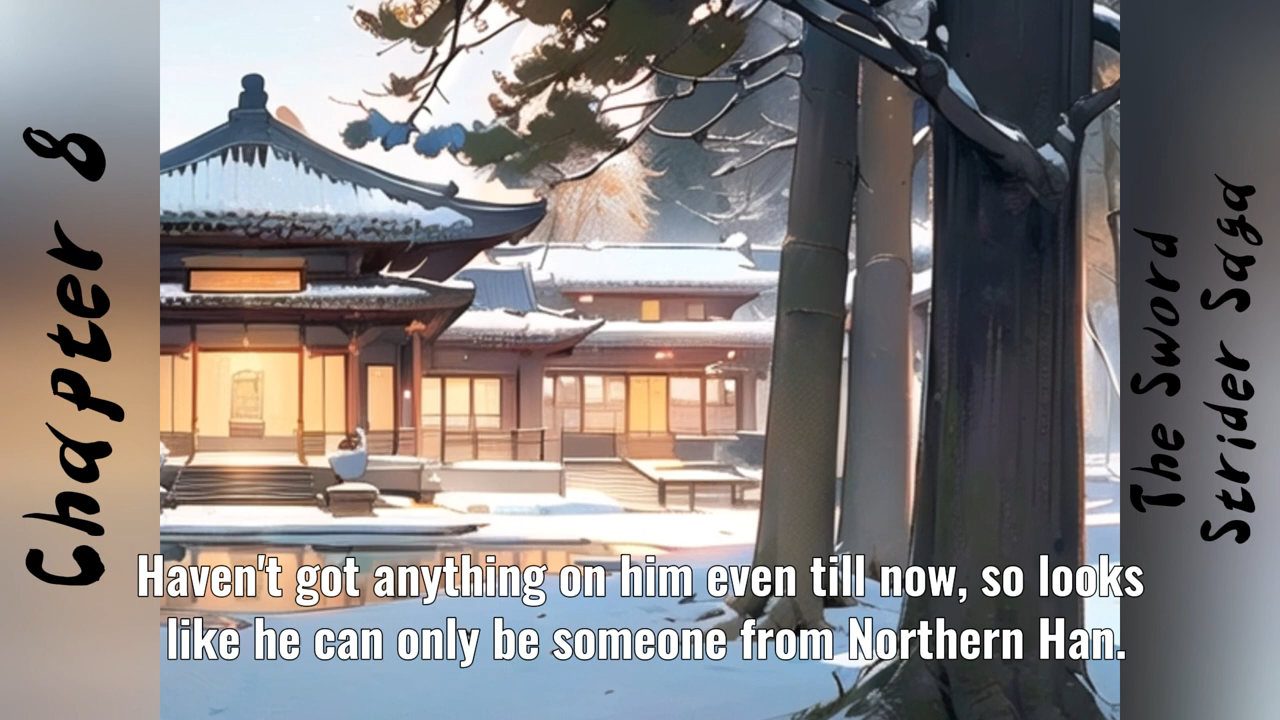 Chapter 8
The Sword
Strider Saga
Haven't got anything on him even till now, so looks
like he can only be someone from Northern Han.